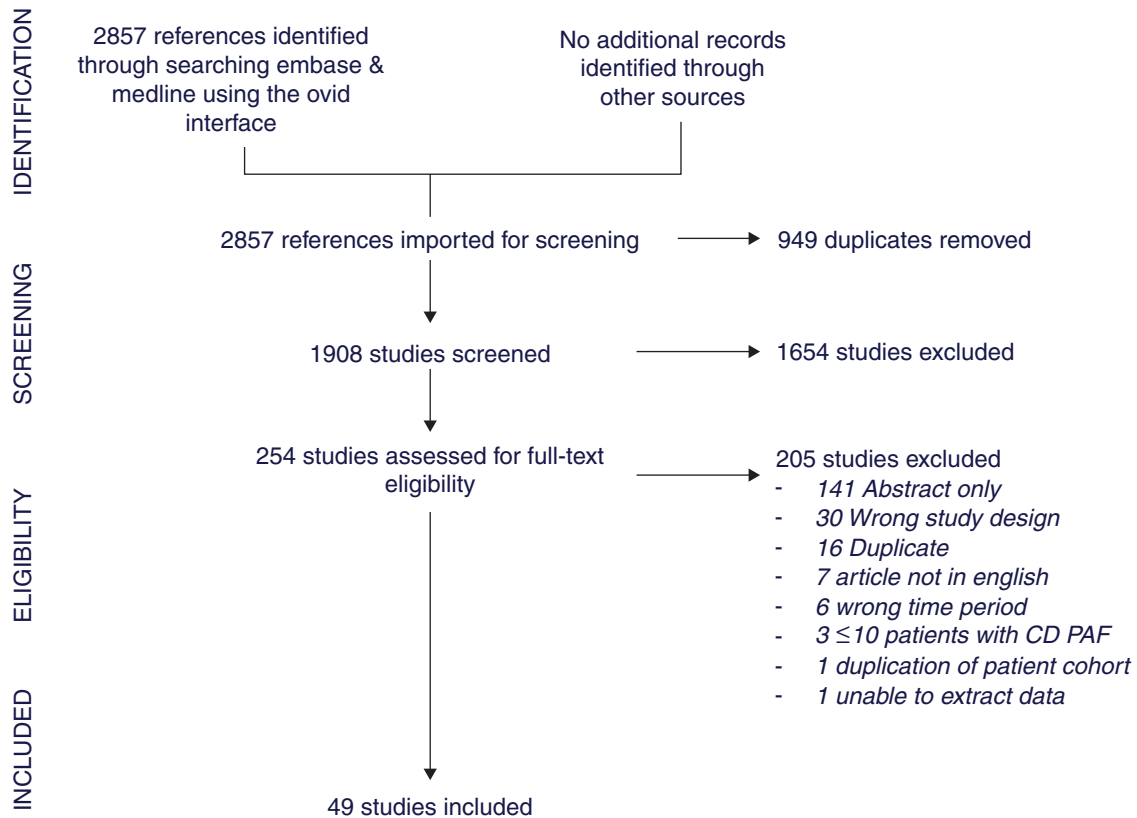 IDENTIFICATION
2857 references identified
through searching embase &
medline using the ovid
interface
No additional records
identified through
other sources
2857 references imported for screening
949 duplicates removed
SCREENING
1908 studies screened
1654 studies excluded
ELIGIBILITY
254 studies assessed for full-text
eligibility
205 studies excluded
- 141 Abstract only
- 30 Wrong study design
- 16 Duplicate
- 7 article not in english
- 6 wrong time period
- 3 ≤10 patients with CD PAF
- 1 duplication of patient cohort
- 1 unable to extract data
INCLUDED
49 studies included